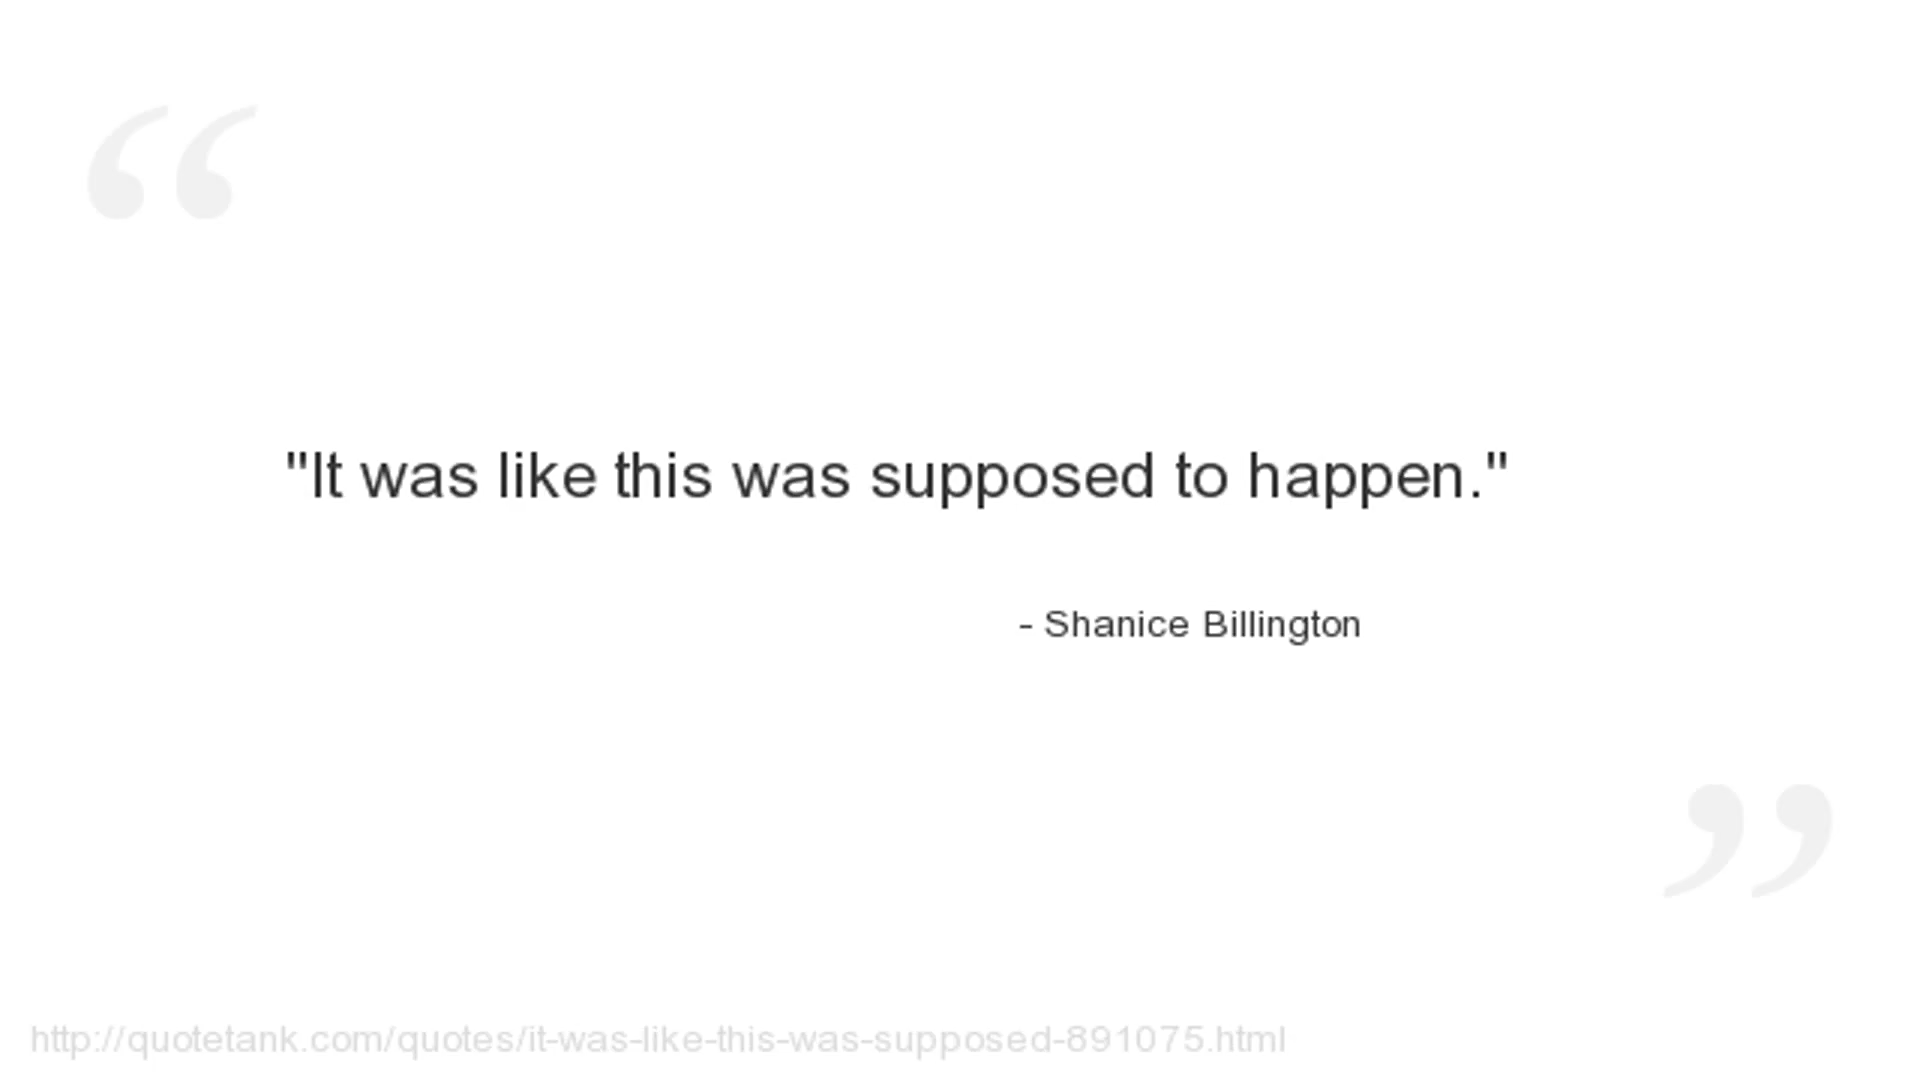 "It was like this was supposed to happen."
- Shanice Billington
http://quotetank.com/quotes/it-was-like-this-was-supposed-891075.html